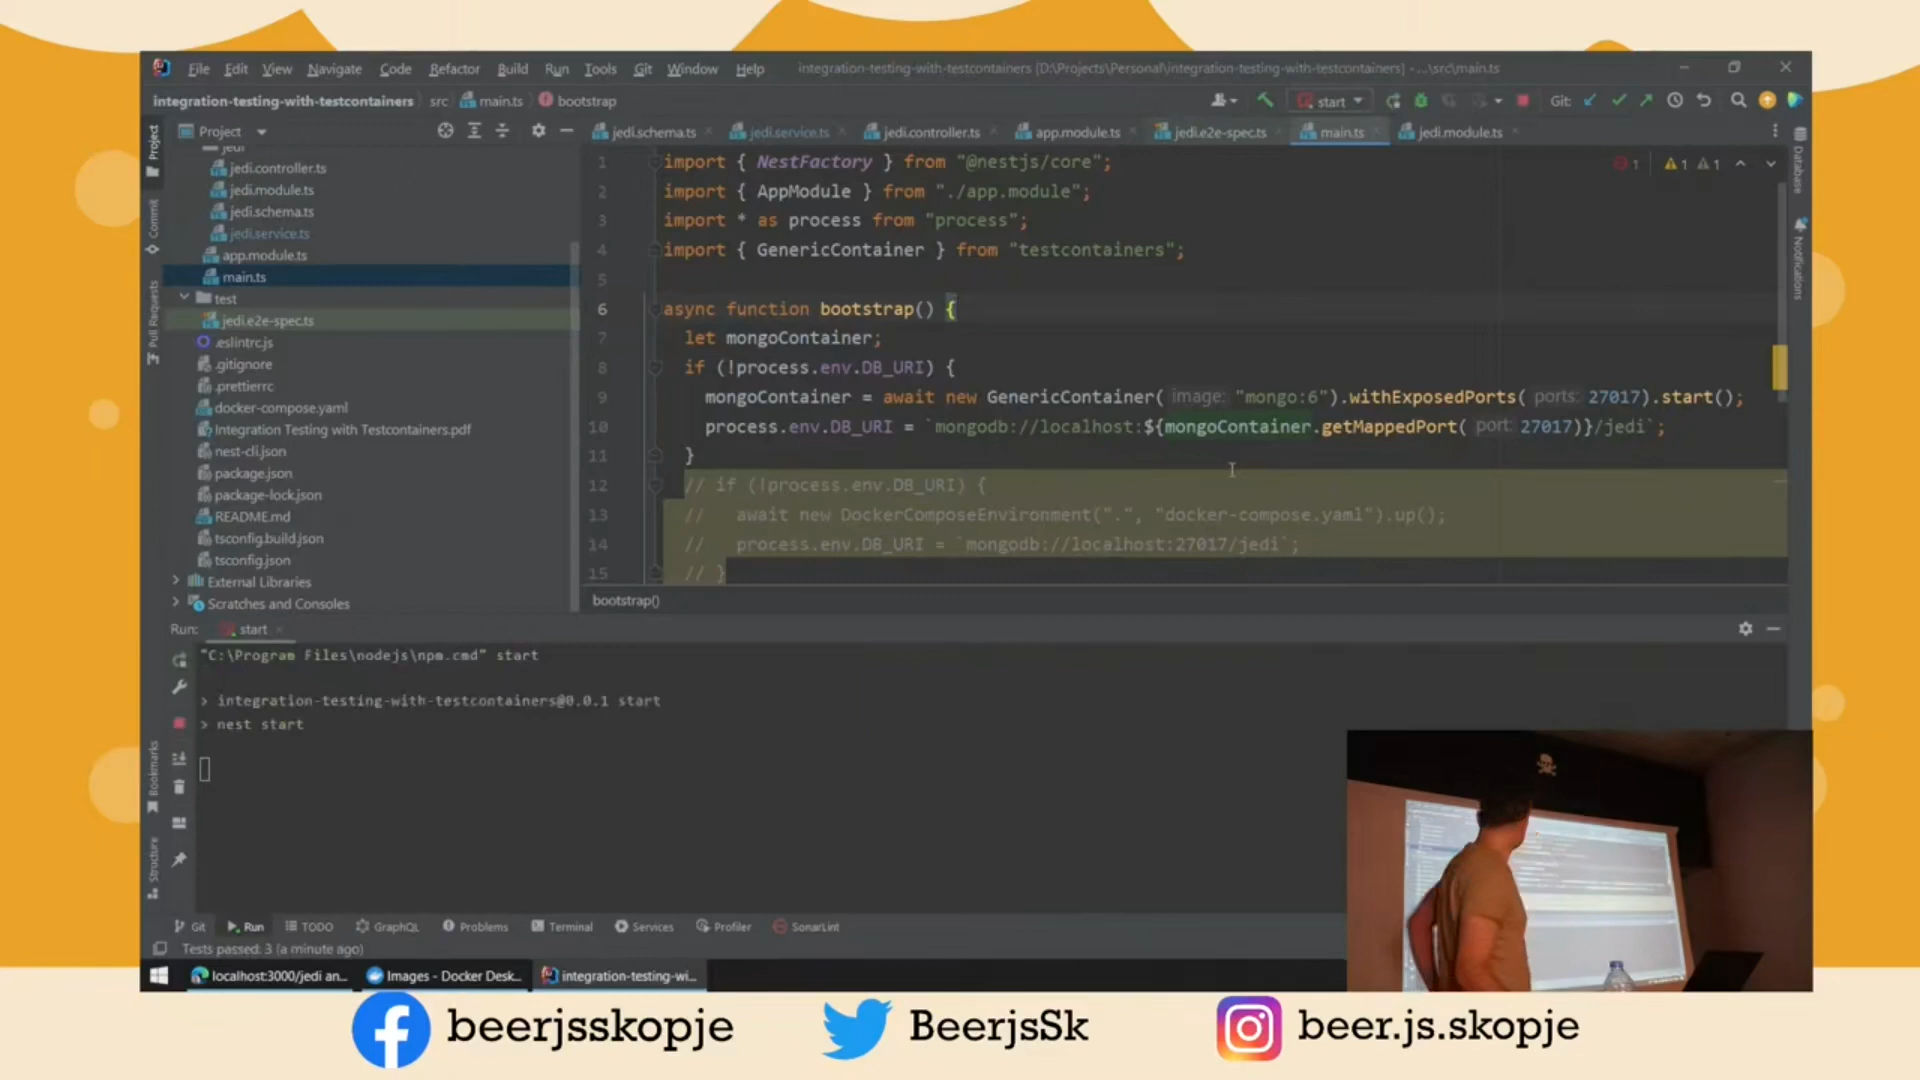 File Edit View Navigate Code Refactor Build Run Tools Git Window Help integration-testing-with-testcontainers [D:\Projects\Personal\integration-testing-with-testcontainers] - ...\src\main.ts
integration-testing-with-testcontainers src main.ts bootstrap start Git:
Project
jedi.schema.ts jedi.service.ts jedi.controller.ts app.module.ts jedi.e2e-spec.ts main.ts jedi.module.ts
jedi
jedi.controller.ts
jedi.module.ts
jedi.schema.ts
jedi.service.ts
app.module.ts
main.ts
test
jedi.e2e-spec.ts
.eslintrc.js
.gitignore
.prettierrc
docker-compose.yaml
Integration Testing with Testcontainers.pdf
nest-cli.json
package.json
package-lock.json
README.md
tsconfig.build.json
tsconfig.json
External Libraries
Scratches and Consoles
Project
Commit
Pull Requests
Bookmarks
Structure
1 import { NestFactory } from "@nestjs/core";
2 import { AppModule } from "./app.module";
3 import * as process from "process";
4 import { GenericContainer } from "testcontainers";
5
6 async function bootstrap() {
7 let mongoContainer;
8 if (!process.env.DB_URI) {
9 mongoContainer = await new GenericContainer( image: "mongo:6").withExposedPorts( ports: 27017).start();
10 process.env.DB_URI = `mongodb://localhost:${mongoContainer.getMappedPort( port: 27017)}/jedi`;
11 }
12 // if (!process.env.DB_URI) {
13 // await new DockerComposeEnvironment(".", "docker-compose.yaml").up();
14 // process.env.DB_URI = `mongodb://localhost:27017/jedi`;
15 // }
1 1 1
Database
Notifications
bootstrap()
Run: start
"C:\Program Files\nodejs\npm.cmd" start
> integration-testing-with-testcontainers@0.0.1 start
> nest start
Git Run TODO GraphQL Problems Terminal Services Profiler SonarLint
Tests passed: 3 (a minute ago)
localhost:3000/jedi an... Images - Docker Desk... integration-testing-wi...
beerjsskopje BeerjsSk beer.js.skopje